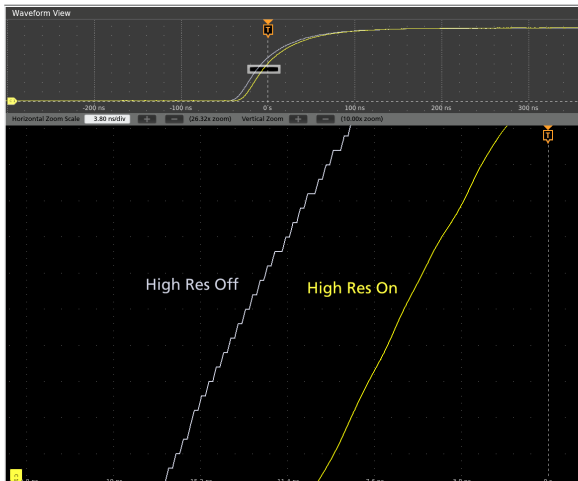 Waveform View
T
-200 ns
-100 ns
0 s
100 ns
200 ns
300 ns
Horizontal Zoom Scale 3.80 ns/div + − (26.32x zoom) Vertical Zoom + − (10.00x zoom)
T
High Res Off
High Res On